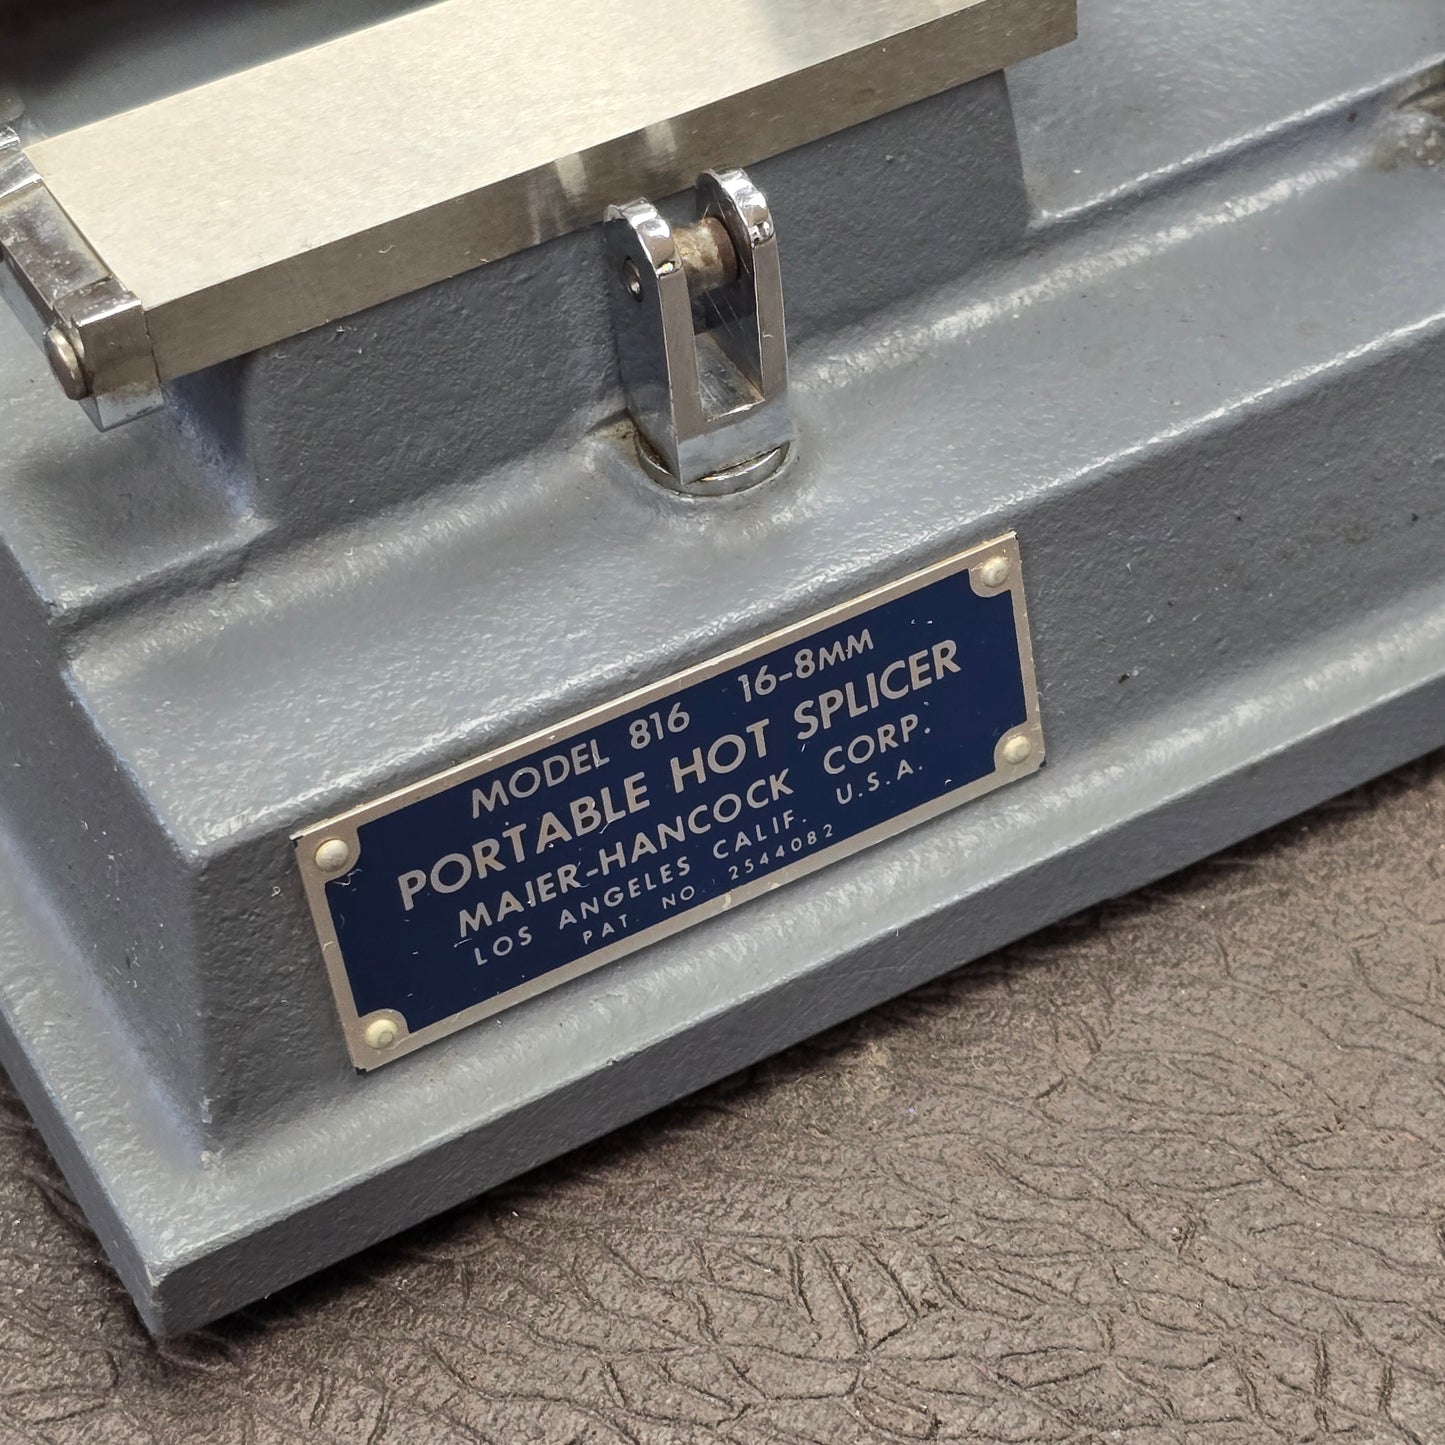 MODEL 816 16-8MM
PORTABLE HOT SPLICER
MAIER-HANCOCK CORP.
LOS ANGELES CALIF. U.S.A.
PAT. NO. 2544082